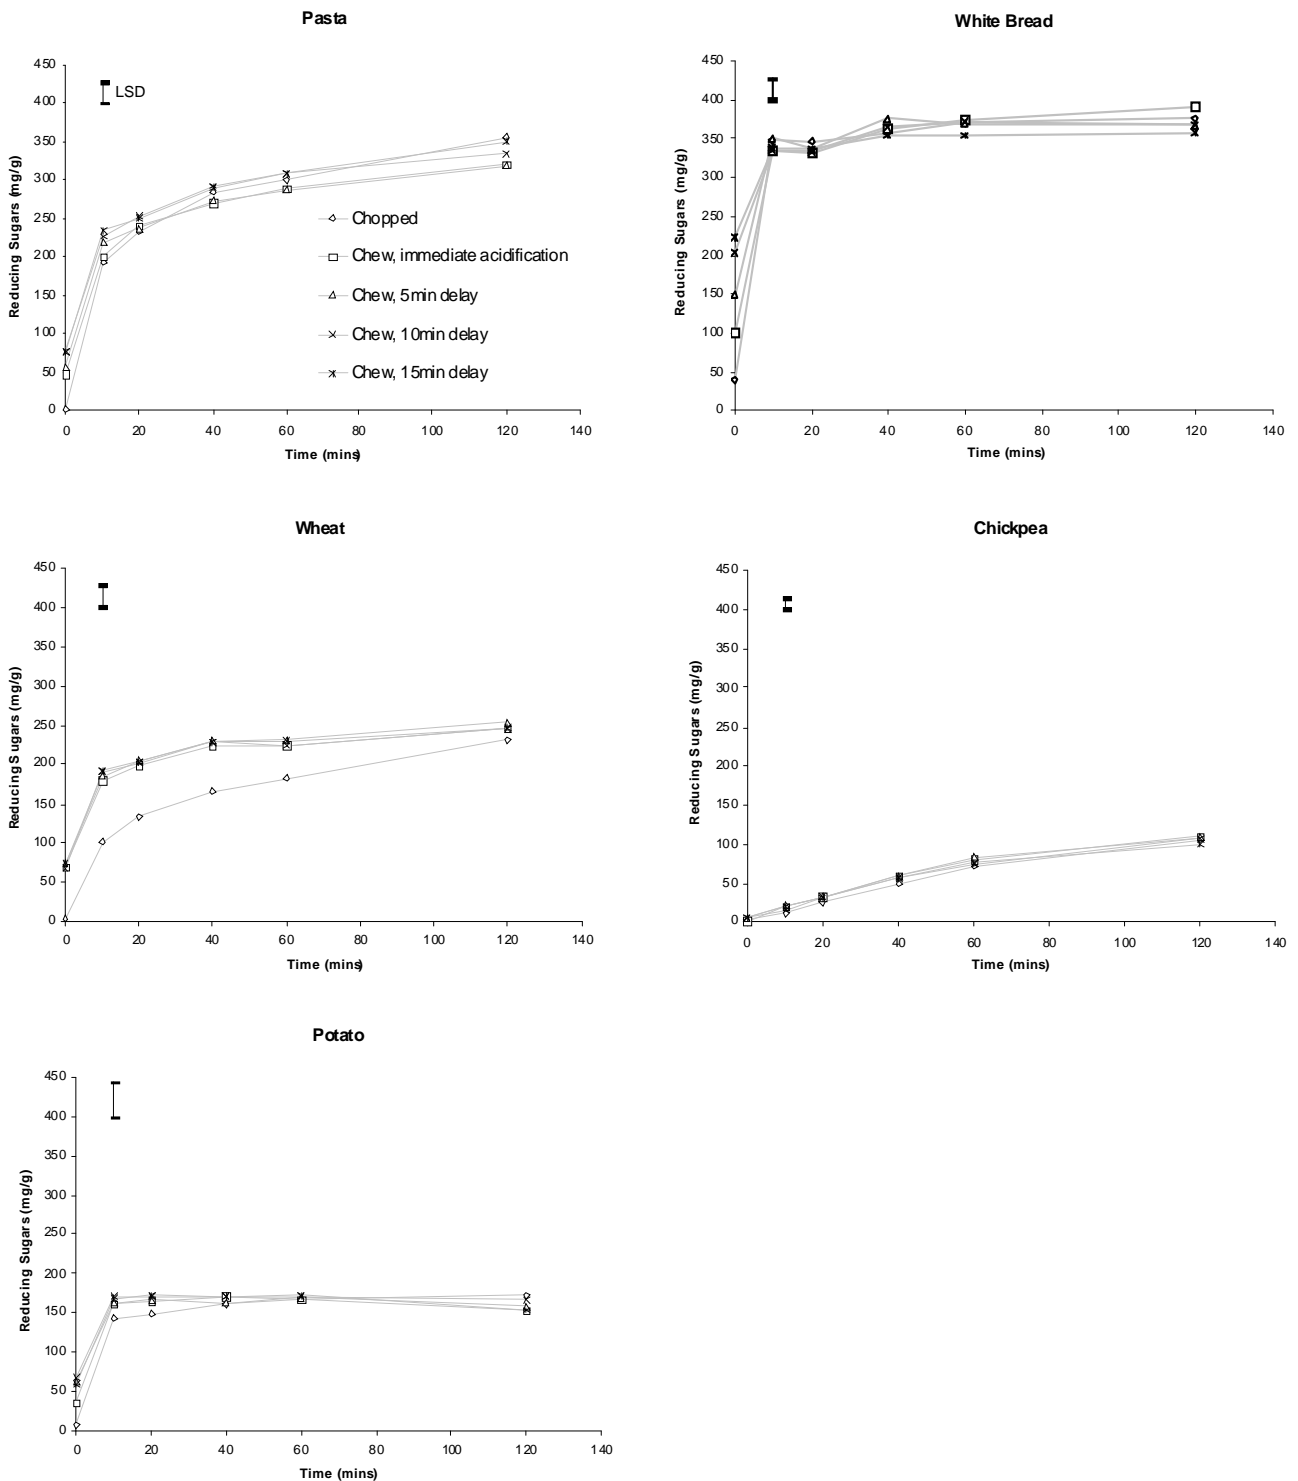 Pasta
450
400
350
300
250
200
150
100
50
0
Reducing Sugars (mg/g)
LSD
Chopped
Chew, immediate acidification
Chew, 5min delay
Chew, 10min delay
Chew, 15min delay
0 20 40 60 80 100 120 140
Time (mins)
White Bread
450
400
350
300
250
200
150
100
50
0
Reducing Sugars (mg/g)
0 20 40 60 80 100 120 140
Time (mins)
Wheat
450
400
350
300
250
200
150
100
50
0
Reducing Sugars (mg/g)
0 20 40 60 80 100 120 140
Time (mins)
Chickpea
450
400
350
300
250
200
150
100
50
0
Reducing Sugars (mg/g)
0 20 40 60 80 100 120 140
Time (mins)
Potato
450
400
350
300
250
200
150
100
50
0
Reducing Sugars (mg/g)
0 20 40 60 80 100 120 140
Time (mins)